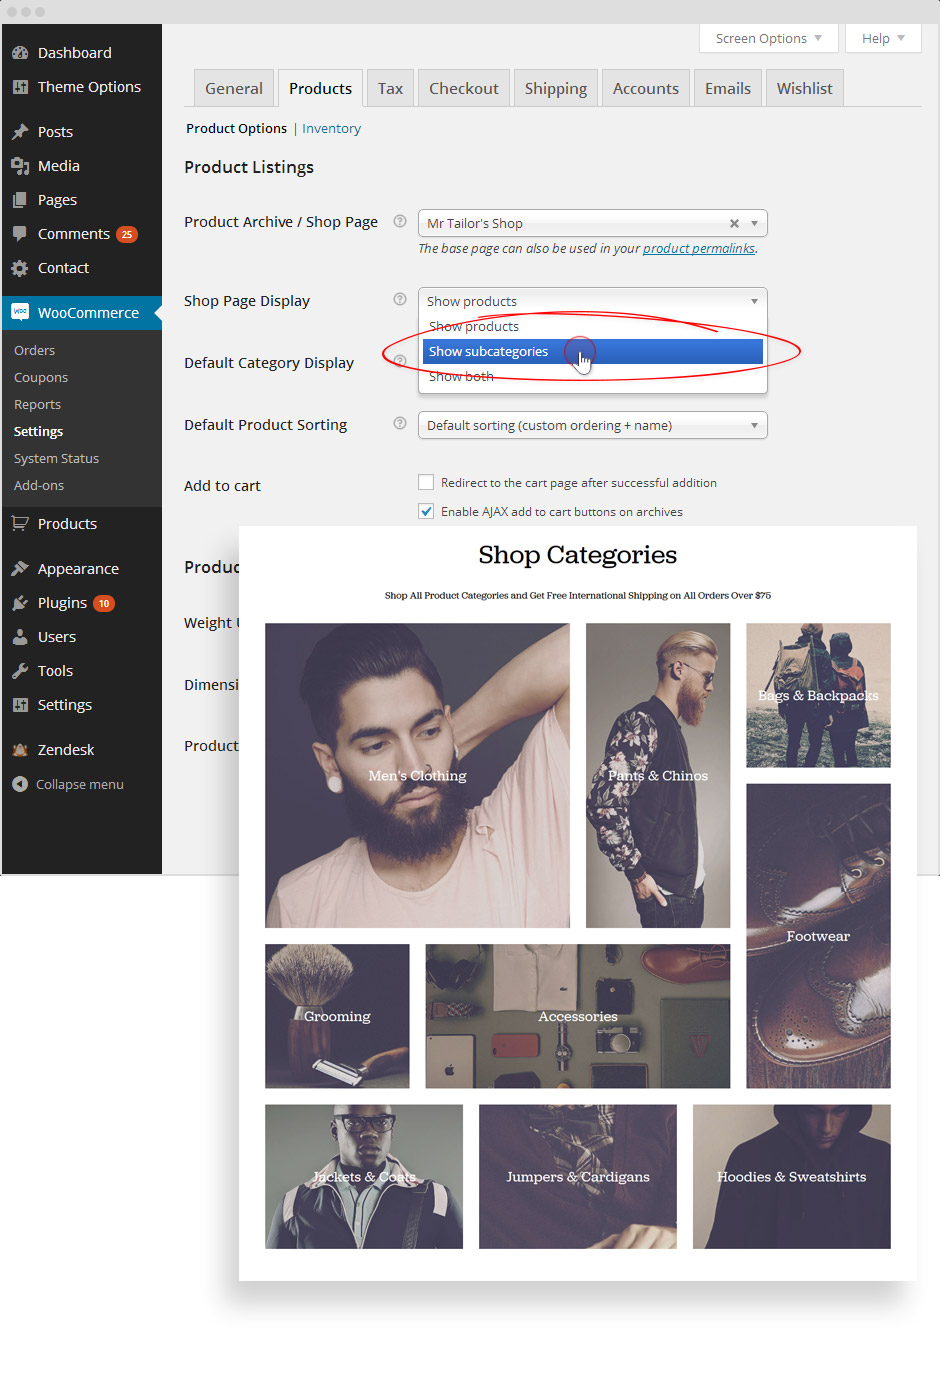 Screen Options
Help
Dashboard
Theme Options
Posts
Media
Pages
Comments 25
Contact
WooCommerce
Orders
Coupons
Reports
Settings
System Status
Add-ons
Products
Appearance
Plugins 10
Users
Tools
Settings
Zendesk
Collapse menu
General Products Tax Checkout Shipping Accounts Emails Wishlist
Product Options | Inventory
Product Listings
Product Archive / Shop Page
Mr Tailor's Shop
The base page can also be used in your product permalinks.
Shop Page Display
Show products
Show products
Show subcategories
Show both
Default Category Display
Default Product Sorting
Default sorting (custom ordering + name)
Add to cart
Redirect to the cart page after successful addition
Enable AJAX add to cart buttons on archives
Produc
Weight U
Dimensi
Product
Shop Categories
Shop All Product Categories and Get Free International Shipping on All Orders Over $75
Men's Clothing
Pants & Chinos
Bags & Backpacks
Footwear
Grooming
Accessories
Jackets & Coats
Jumpers & Cardigans
Hoodies & Sweatshirts